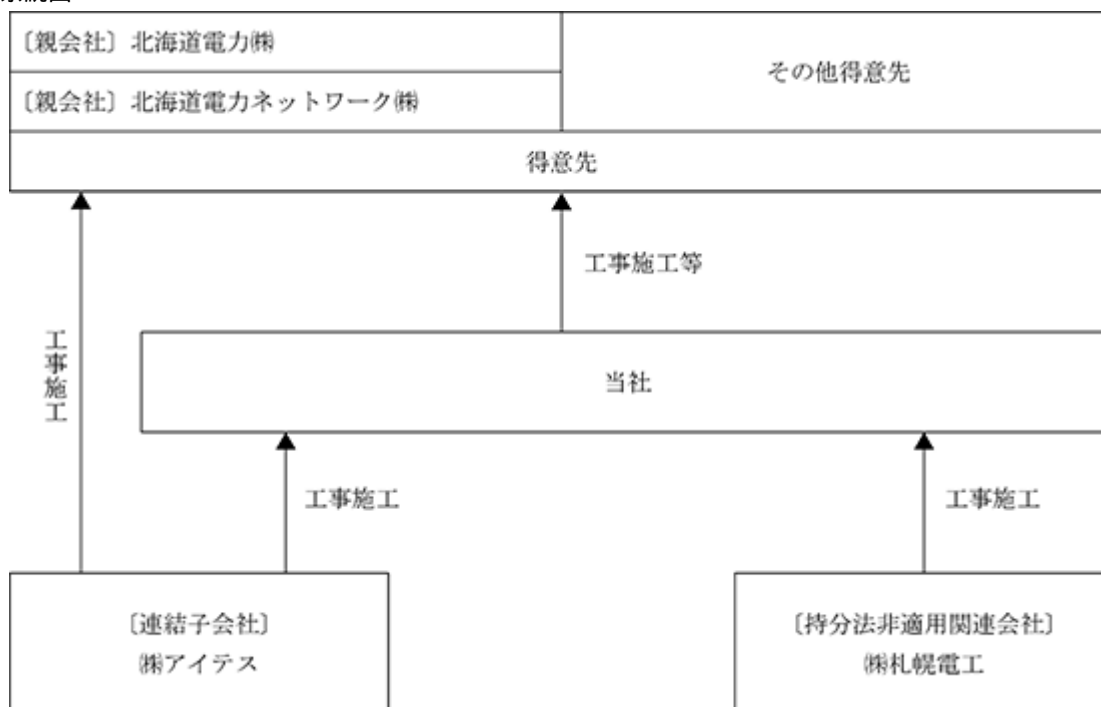 〔親会社〕北海道電力㈱
〔親会社〕北海道電力ネットワーク㈱
その他得意先
得意先
工事施工等
工事施工
当社
工事施工
工事施工
〔連結子会社〕
㈱アイテス
〔持分法非適用関連会社〕
㈱札幌電工